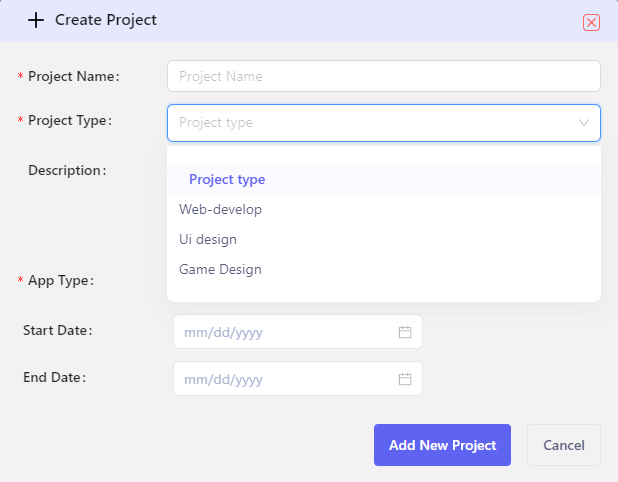 Create Project
* Project Name: Project Name
* Project Type: Project type
Description:
Project type
Web-develop
Ui design
Game Design
* App Type:
Start Date: mm/dd/yyyy
End Date: mm/dd/yyyy
Add New Project Cancel